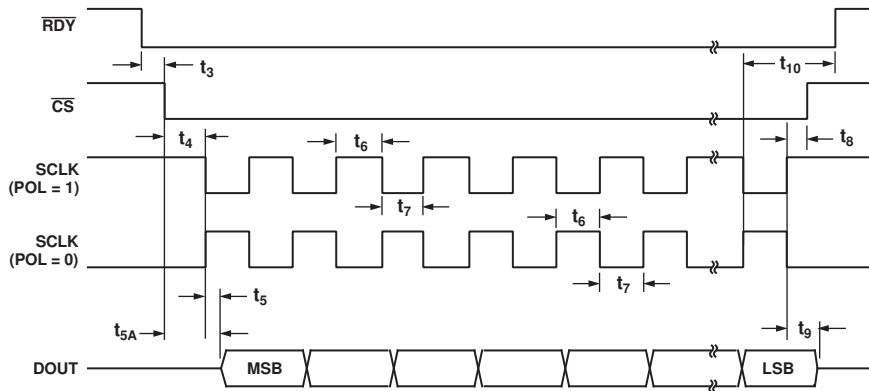 RDY
t3
t10
CS
t4
t6
t8
SCLK
(POL = 1)
t7
t6
SCLK
(POL = 0)
t7
t5
t5A
t9
DOUT
MSB
LSB